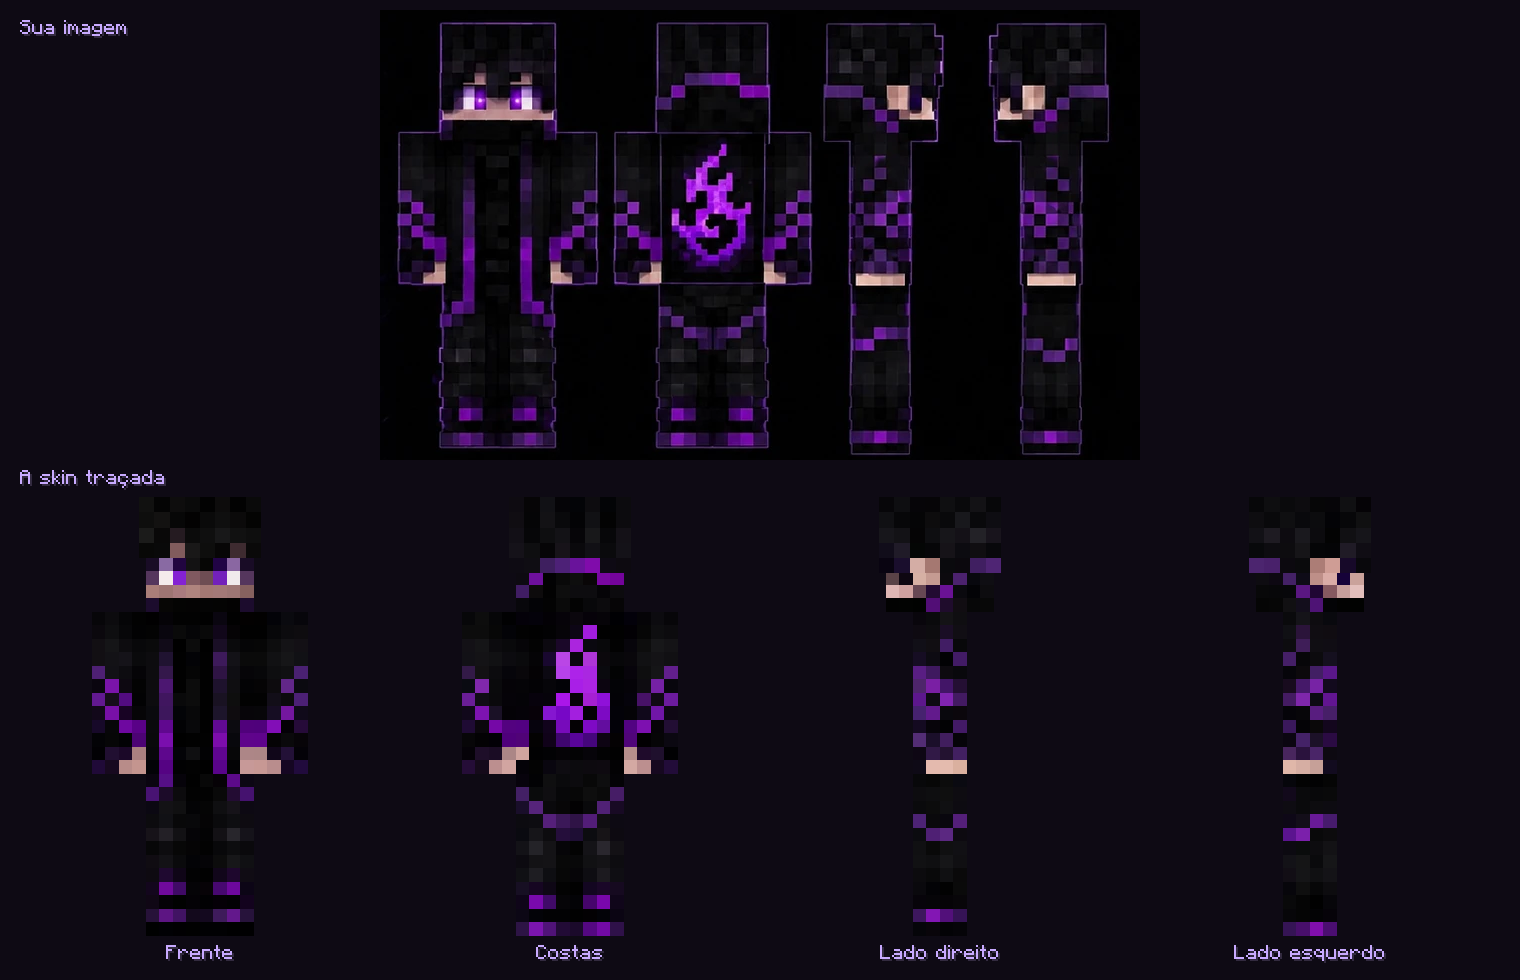 Sua imagem
A skin traçada
Frente
Costas
Lado direito
Lado esquerdo